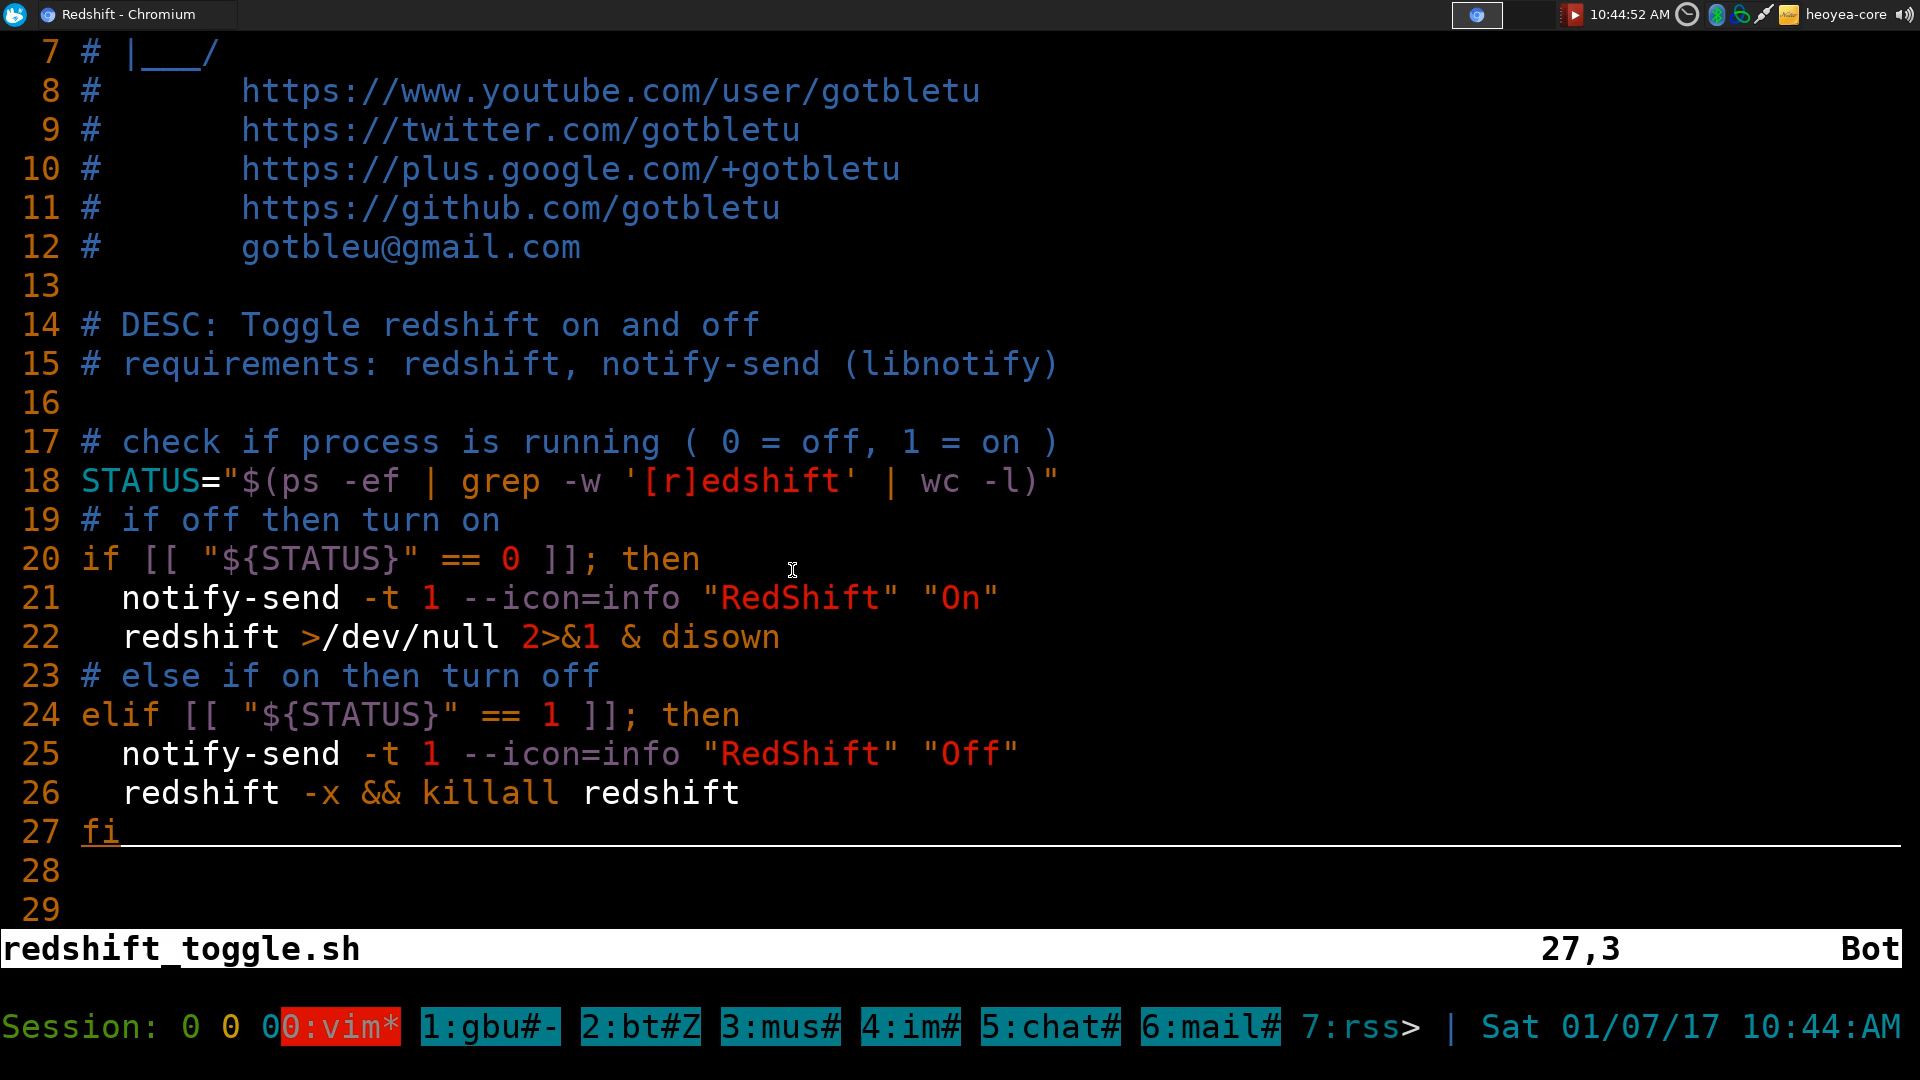 Redshift - Chromium 10:44:52 AM heoyea-core
7 # |___/
8 # https://www.youtube.com/user/gotbletu
9 # https://twitter.com/gotbletu
10 # https://plus.google.com/+gotbletu
11 # https://github.com/gotbletu
12 # gotbleu@gmail.com
13
14 # DESC: Toggle redshift on and off
15 # requirements: redshift, notify-send (libnotify)
16
17 # check if process is running ( 0 = off, 1 = on )
18 STATUS="$(ps -ef | grep -w '[r]edshift' | wc -l)"
19 # if off then turn on
20 if [[ "${STATUS}" == 0 ]]; then
21   notify-send -t 1 --icon=info "RedShift" "On"
22   redshift >/dev/null 2>&1 & disown
23 # else if on then turn off
24 elif [[ "${STATUS}" == 1 ]]; then
25   notify-send -t 1 --icon=info "RedShift" "Off"
26   redshift -x && killall redshift
27 fi
28
29
redshift_toggle.sh 27,3 Bot
Session: 0 0 00:vim* 1:gbu#- 2:bt#Z 3:mus# 4:im# 5:chat# 6:mail# 7:rss> | Sat 01/07/17 10:44:AM